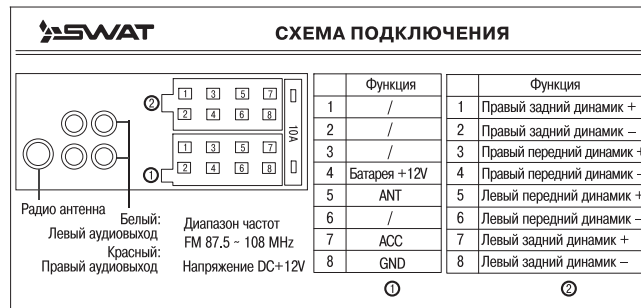 SWAT
СХЕМА ПОДКЛЮЧЕНИЯ
② 1 3 5 7
2 4 6 8
10A
1 3 5 7
① 2 4 6 8
Радио антенна
Белый:
Левый аудиовыход
Красный:
Правый аудиовыход
Диапазон частот
FM 87.5 ~ 108 MHz
Напряжение DC+12V
Функция
1 /
2 /
3 /
4 Батарея +12V
5 ANT
6 /
7 ACC
8 GND
①
Функция
1 Правый задний динамик +
2 Правый задний динамик –
3 Правый передний динамик +
4 Правый передний динамик –
5 Левый передний динамик +
6 Левый передний динамик –
7 Левый задний динамик +
8 Левый задний динамик –
②